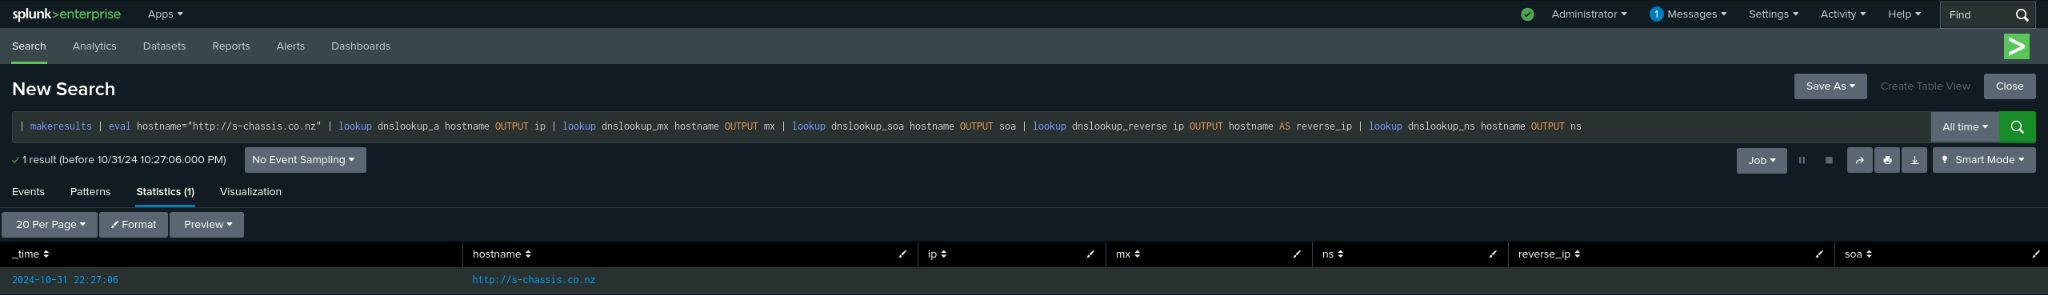 splunk>enterprise Apps Administrator 1 Messages Settings Activity Help Find
Search Analytics Datasets Reports Alerts Dashboards >
New Search Save As Create Table View Close
| makeresults | eval hostname="http://s-chassis.co.nz" | lookup dnslookup_a hostname OUTPUT ip | lookup dnslookup_mx hostname OUTPUT mx | lookup dnslookup_soa hostname OUTPUT soa | lookup dnslookup_reverse ip OUTPUT hostname AS reverse_ip | lookup dnslookup_ns hostname OUTPUT ns All time
1 result (before 10/31/24 10:27:06.000 PM) No Event Sampling Job Smart Mode
Events Patterns Statistics (1) Visualization
20 Per Page Format Preview
_time hostname ip mx ns reverse_ip soa
2024-10-31 22:27:06 http://s-chassis.co.nz